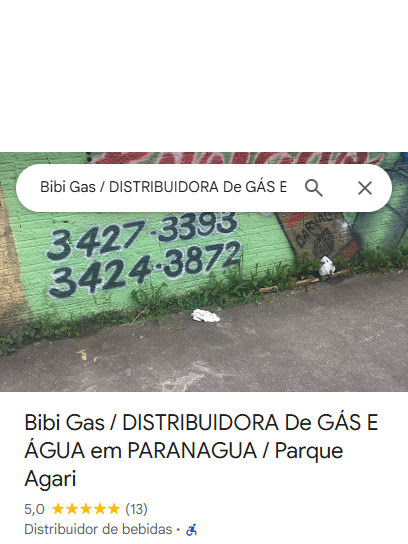 Bibi Gas / DISTRIBUIDORA De GÁS E
3427-3393
3424-3872
Bibi Gas / DISTRIBUIDORA De GÁS E
ÁGUA em PARANAGUA / Parque
Agari
5,0 ★★★★★ (13)
Distribuidor de bebidas •